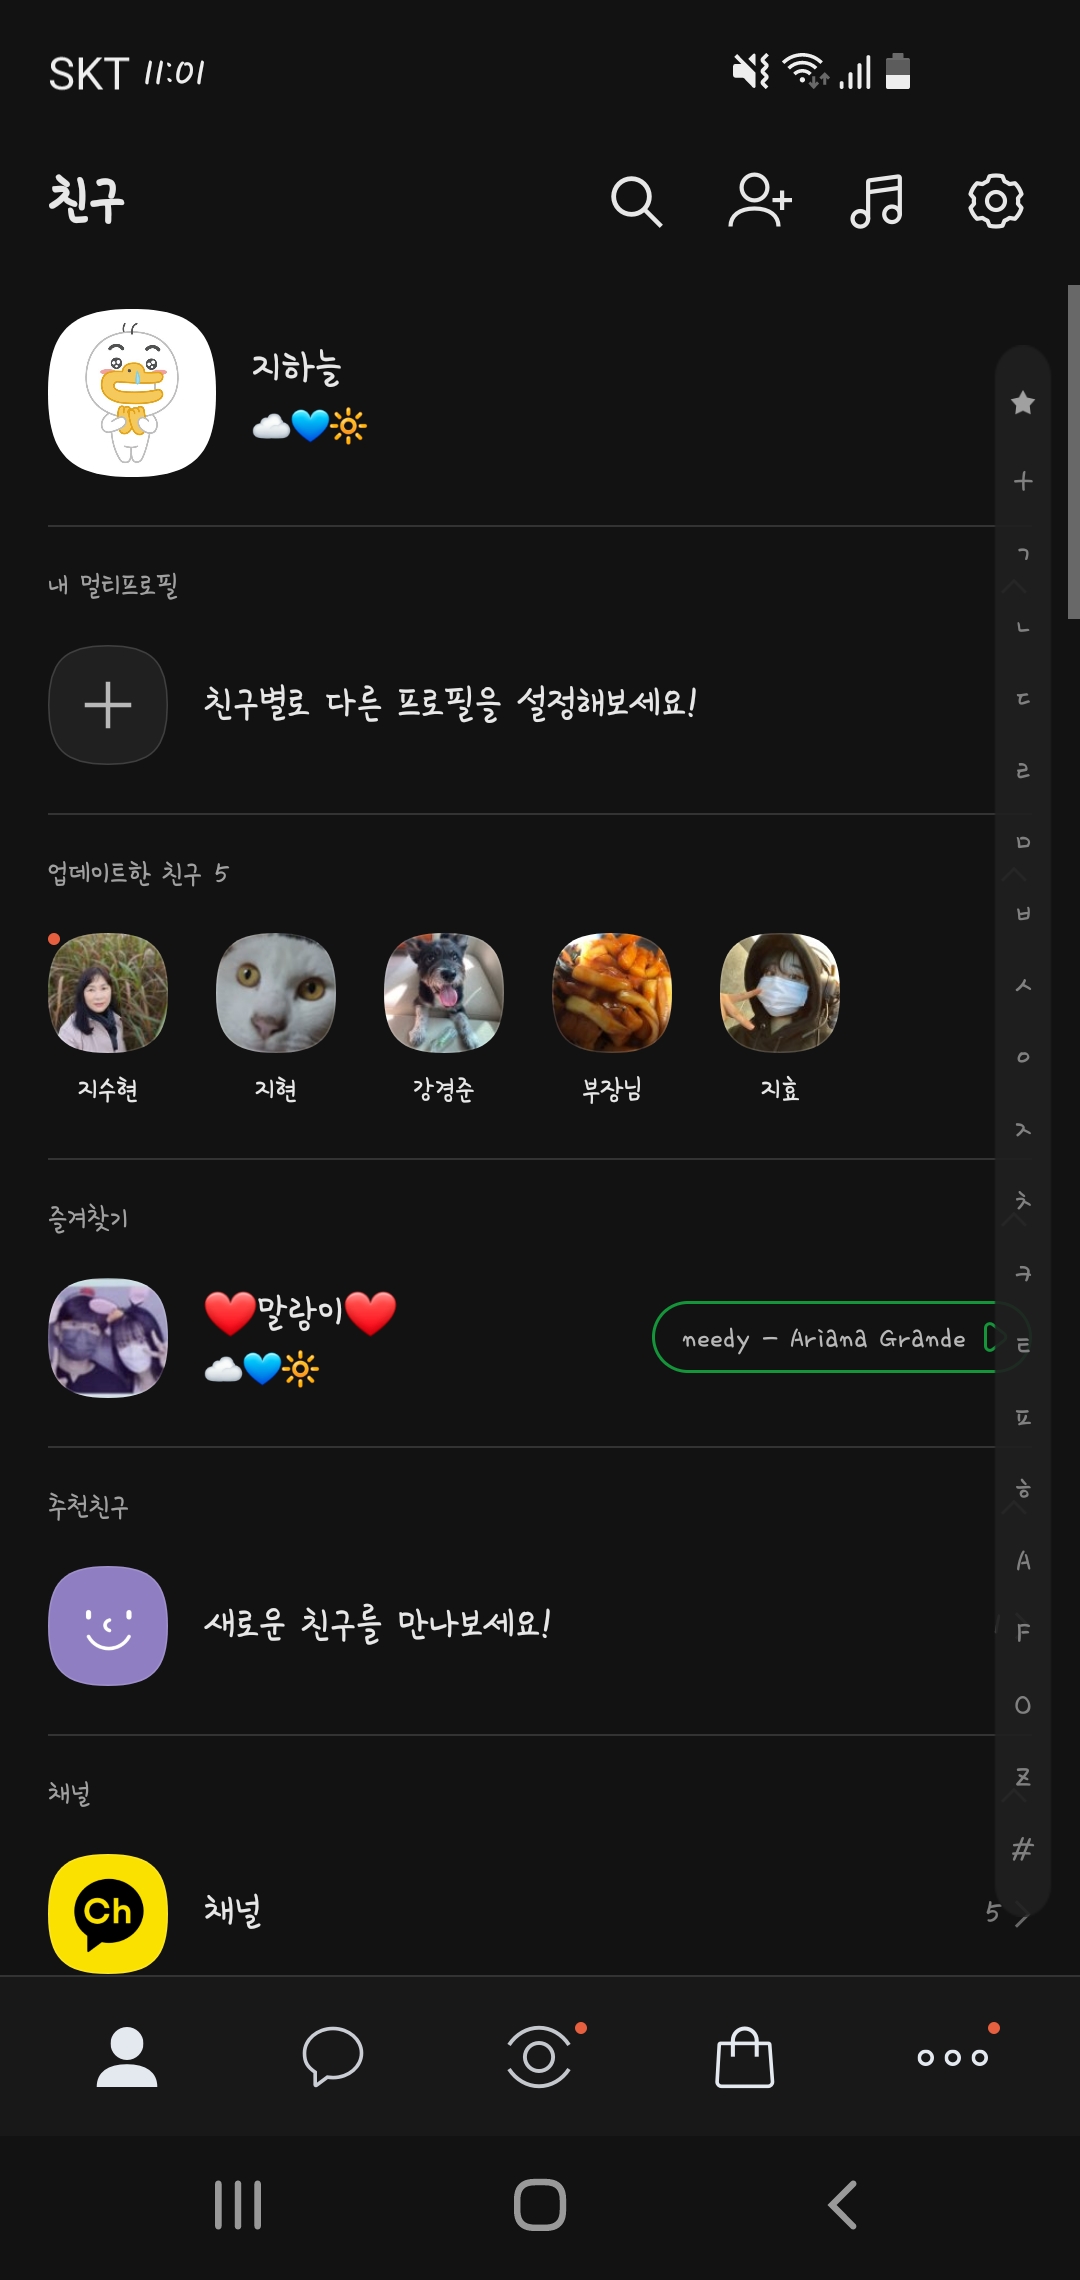 SKT 11:01
친구
지하늘
☁️💙🔆
내 멀티프로필
친구별로 다른 프로필을 설정해보세요!
업데이트한 친구 5
지수현 지현 강경준 부장님 지효
즐겨찾기
❤️말랑이❤️
☁️💙🔆
needy - Ariana Grande
추천친구
새로운 친구를 만나보세요!
채널
Ch
채널
5
+
ㄱ
ㄴ
ㄷ
ㄹ
ㅁ
ㅂ
ㅅ
ㅇ
ㅈ
ㅊ
ㅋ
ㅌ
ㅍ
ㅎ
A
F
O
Z
#